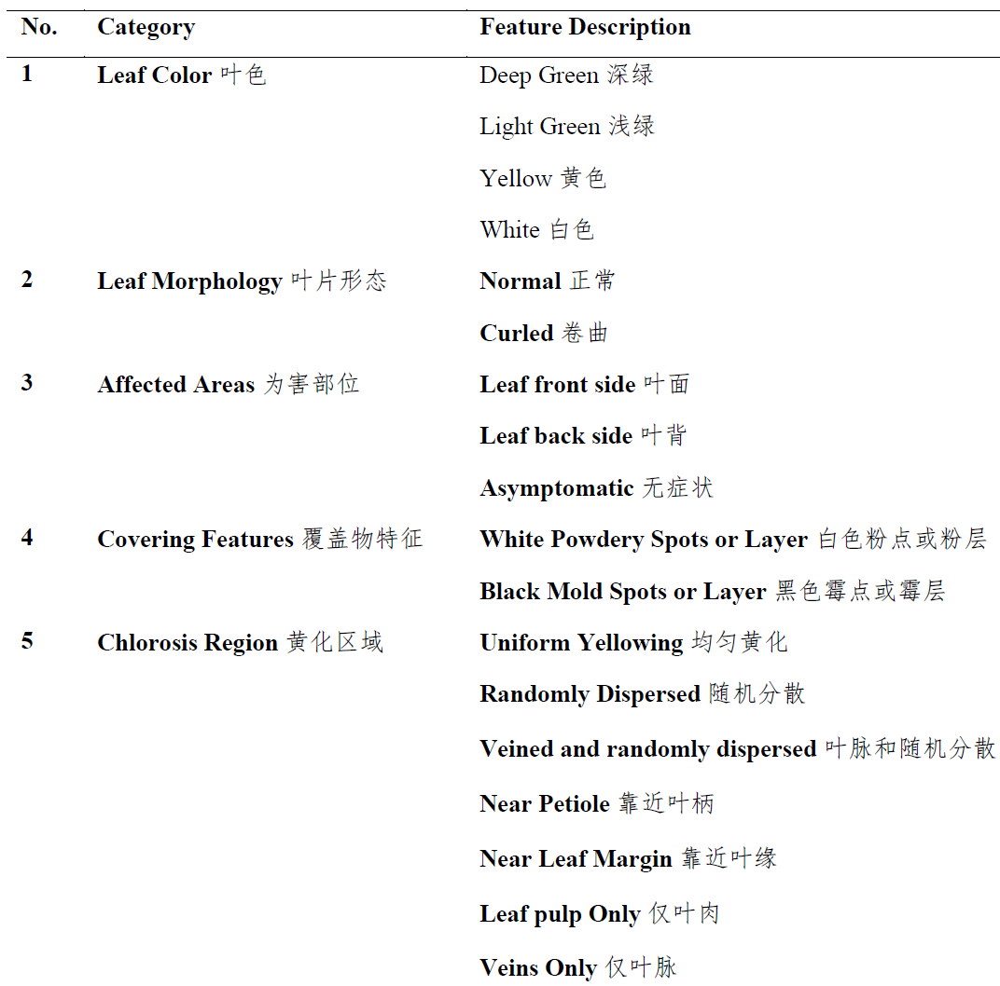 No. Category Feature Description
1 Leaf Color 叶色 Deep Green 深绿
Light Green 浅绿
Yellow 黄色
White 白色
2 Leaf Morphology 叶片形态 Normal 正常
Curled 卷曲
3 Affected Areas 为害部位 Leaf front side 叶面
Leaf back side 叶背
Asymptomatic 无症状
4 Covering Features 覆盖物特征 White Powdery Spots or Layer 白色粉点或粉层
Black Mold Spots or Layer 黑色霉点或霉层
5 Chlorosis Region 黄化区域 Uniform Yellowing 均匀黄化
Randomly Dispersed 随机分散
Veined and randomly dispersed 叶脉和随机分散
Near Petiole 靠近叶柄
Near Leaf Margin 靠近叶缘
Leaf pulp Only 仅叶肉
Veins Only 仅叶脉